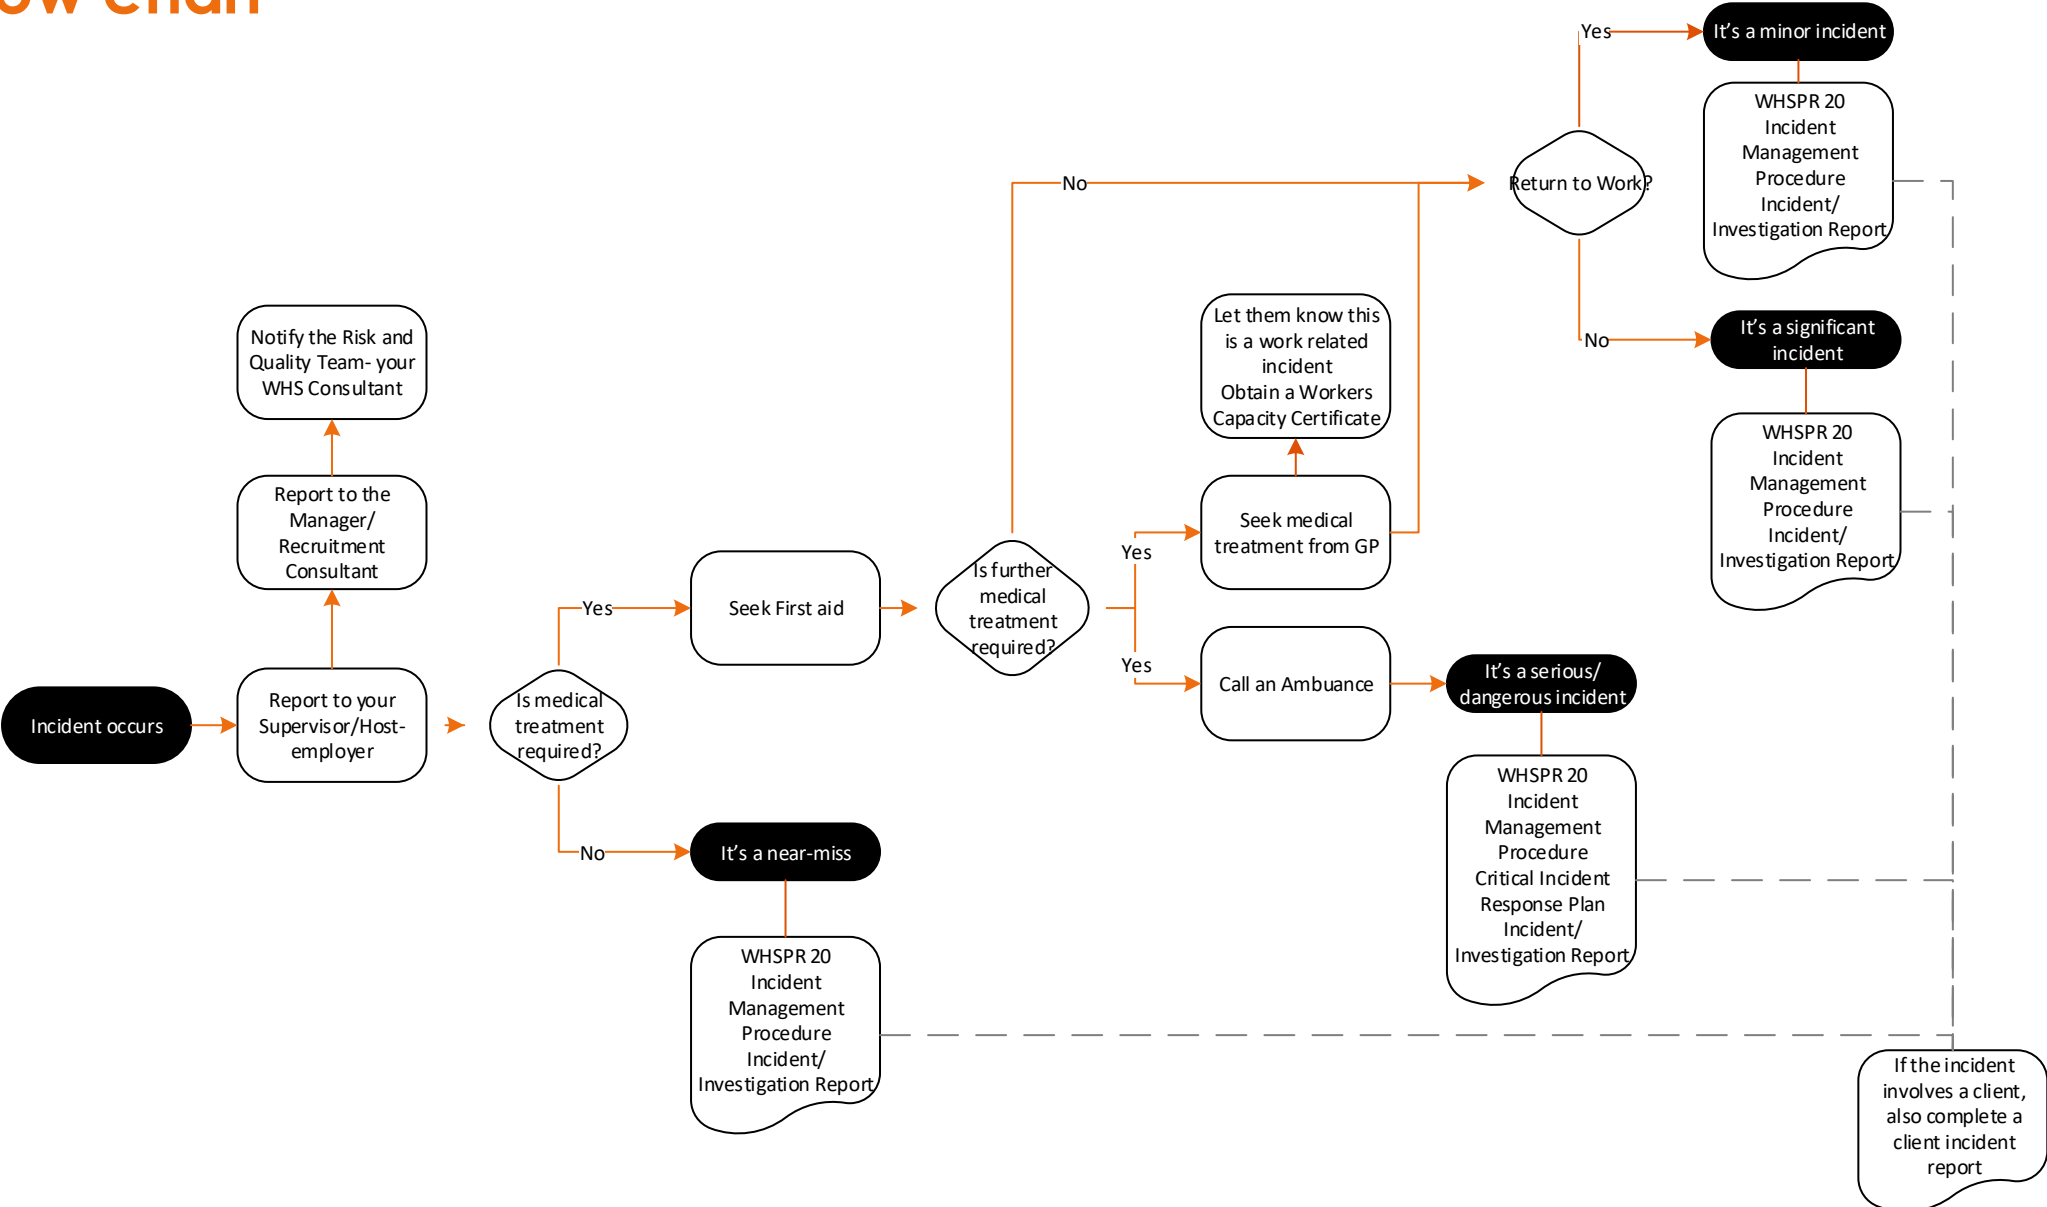 Yes
It's a minor incident
WHSPR 20
Incident
Management
Procedure
Incident/
Investigation Report
No
Return to Work?
Let them know this
is a work related
incident
Obtain a Workers
Capacity Certificate
No
It's a significant
incident
WHSPR 20
Incident
Management
Procedure
Incident/
Investigation Report
Notify the Risk and
Quality Team- your
WHS Consultant
Report to the
Manager/
Recruitment
Consultant
Seek medical
treatment from GP
Yes
Yes
Seek First aid
Is further
medical
treatment
required?
Yes
Call an Ambuance
It's a serious/
dangerous incident
Incident occurs
Report to your
Supervisor/Host-
employer
Is medical
treatment
required?
WHSPR 20
Incident
Management
Procedure
Critical Incident
Response Plan
Incident/
Investigation Report
No
It's a near-miss
WHSPR 20
Incident
Management
Procedure
Incident/
Investigation Report
If the incident
involves a client,
also complete a
client incident
report